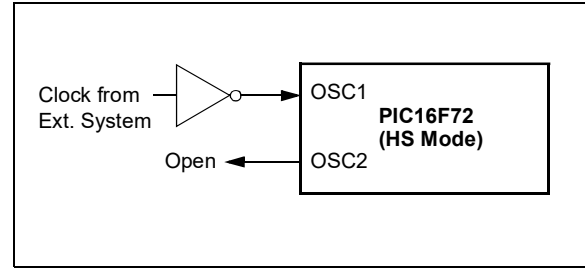 Clock from
Ext. System
OSC1
PIC16F72
(HS Mode)
Open
OSC2